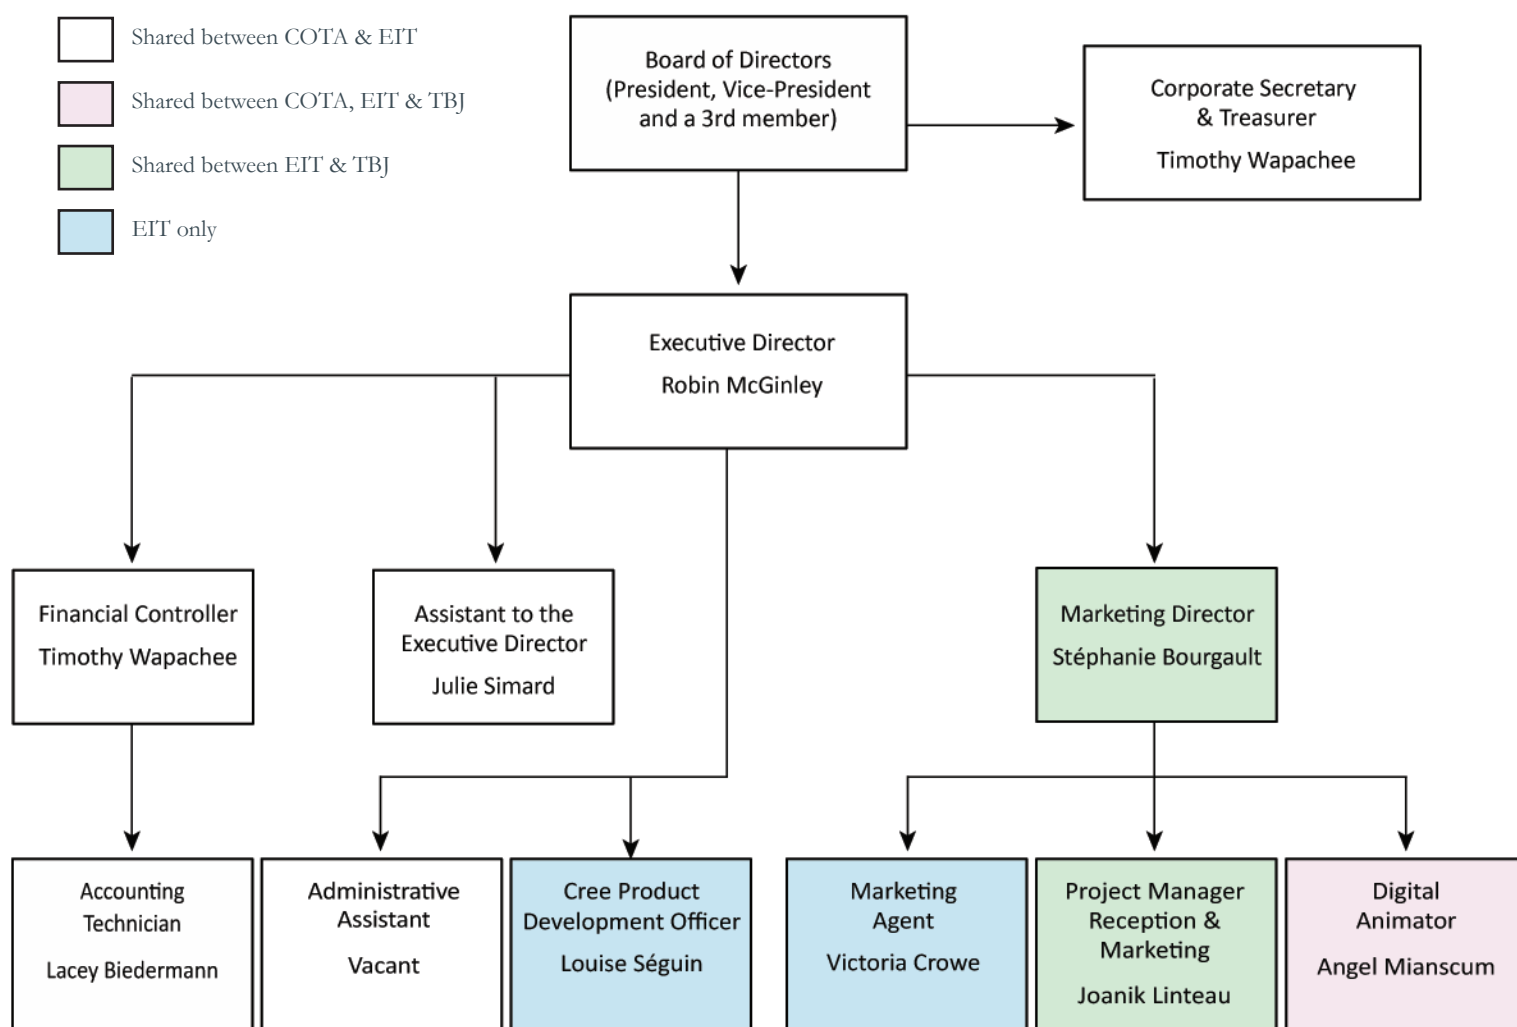 Shared between COTA & EIT
Shared between COTA, EIT & TBJ
Shared between EIT & TBJ
EIT only
Board of Directors
(President, Vice-President
and a 3rd member)
Corporate Secretary
& Treasurer
Timothy Wapachee
Executive Director
Robin McGinley
Financial Controller
Timothy Wapachee
Assistant to the
Executive Director
Julie Simard
Marketing Director
Stéphanie Bourgault
Accounting
Technician
Lacey Biedermann
Administrative
Assistant
Vacant
Cree Product
Development Officer
Louise Séguin
Marketing
Agent
Victoria Crowe
Project Manager
Reception &
Marketing
Joanik Linteau
Digital
Animator
Angel Mianscum